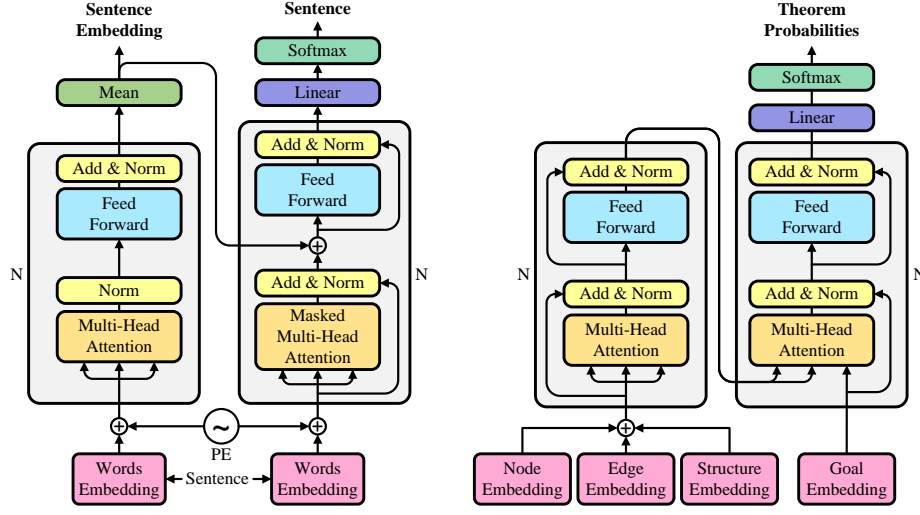 Sentence
Embedding
Mean
Add & Norm
Feed
Forward
Norm
Multi-Head
Attention
N
Words
Embedding
Sentence
Softmax
Linear
Add & Norm
Feed
Forward
Add & Norm
Masked
Multi-Head
Attention
N
~
PE
Sentence
Words
Embedding
Add & Norm
Feed
Forward
Add & Norm
Multi-Head
Attention
N
Node
Embedding
Edge
Embedding
Structure
Embedding
Theorem
Probabilities
Softmax
Linear
Add & Norm
Feed
Forward
Add & Norm
Multi-Head
Attention
N
Goal
Embedding